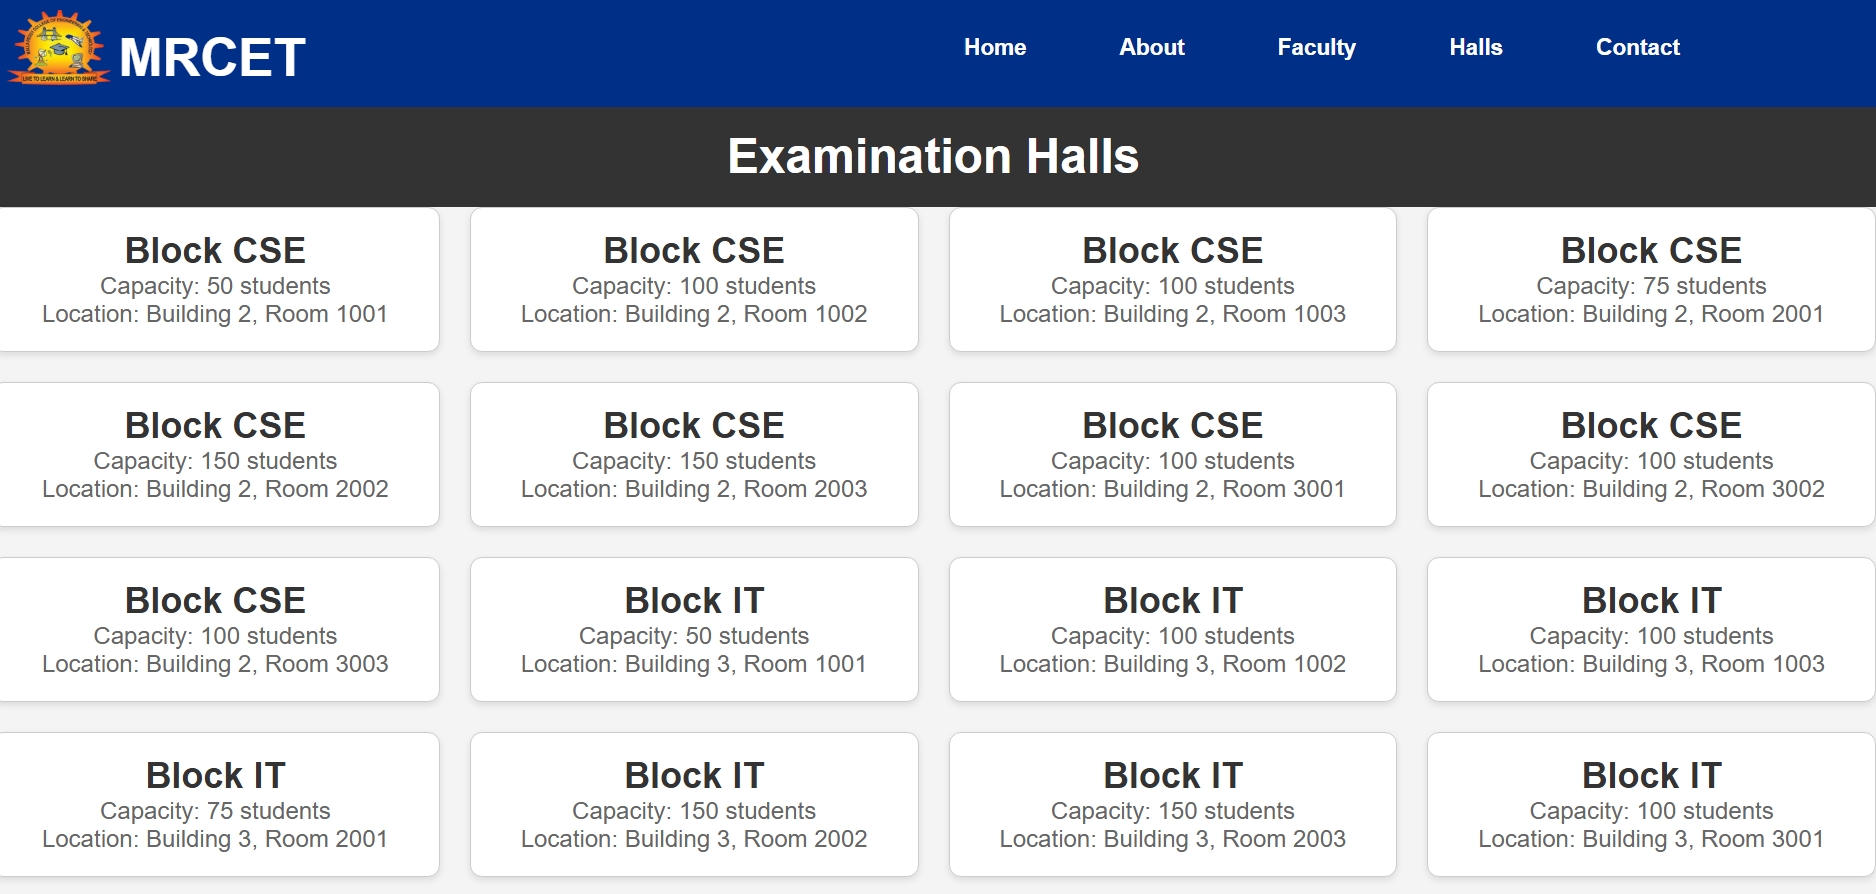 MRCET
LIVE TO LEARN & LEARN TO SHARE
Home
About
Faculty
Halls
Contact
Examination Halls
Block CSE
Capacity: 50 students
Location: Building 2, Room 1001
Block CSE
Capacity: 100 students
Location: Building 2, Room 1002
Block CSE
Capacity: 100 students
Location: Building 2, Room 1003
Block CSE
Capacity: 75 students
Location: Building 2, Room 2001
Block CSE
Capacity: 150 students
Location: Building 2, Room 2002
Block CSE
Capacity: 150 students
Location: Building 2, Room 2003
Block CSE
Capacity: 100 students
Location: Building 2, Room 3001
Block CSE
Capacity: 100 students
Location: Building 2, Room 3002
Block CSE
Capacity: 100 students
Location: Building 2, Room 3003
Block IT
Capacity: 50 students
Location: Building 3, Room 1001
Block IT
Capacity: 100 students
Location: Building 3, Room 1002
Block IT
Capacity: 100 students
Location: Building 3, Room 1003
Block IT
Capacity: 75 students
Location: Building 3, Room 2001
Block IT
Capacity: 150 students
Location: Building 3, Room 2002
Block IT
Capacity: 150 students
Location: Building 3, Room 2003
Block IT
Capacity: 100 students
Location: Building 3, Room 3001